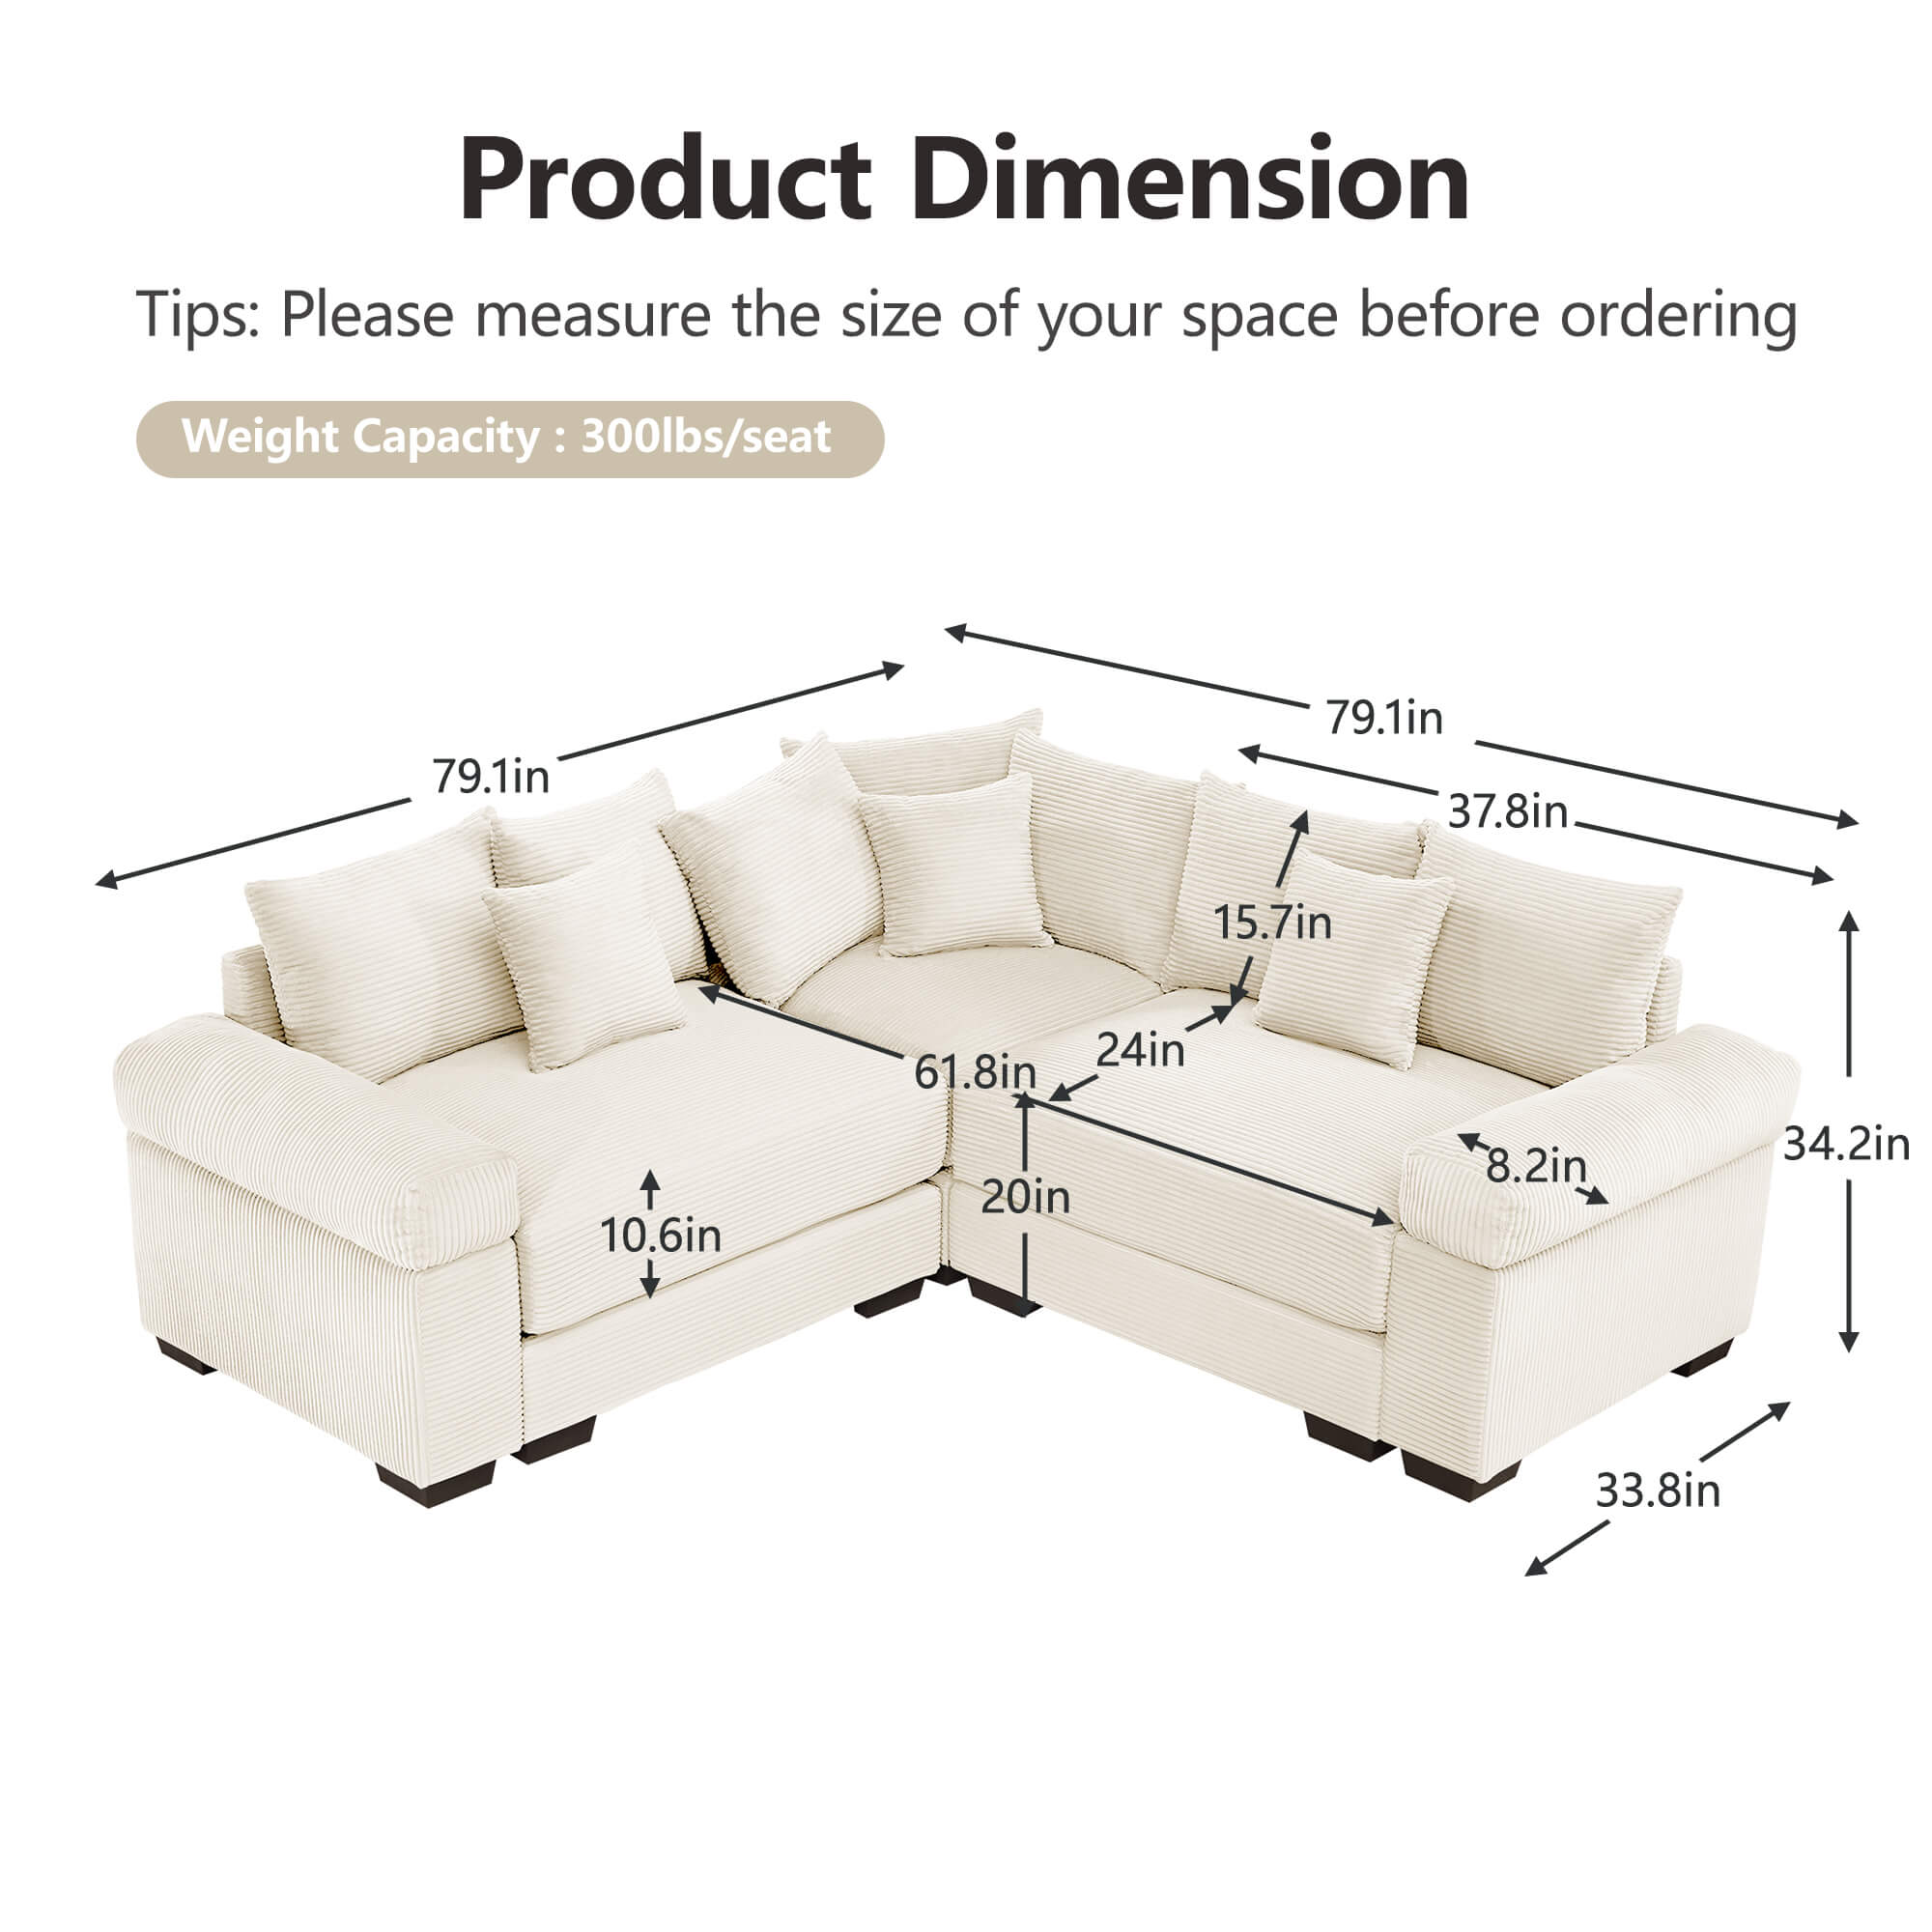 Product Dimension
Tips: Please measure the size of your space before ordering
Weight Capacity : 300lbs/seat
79.1in
79.1in
37.8in
15.7in
24in
61.8in
34.2in
8.2in
20in
10.6in
33.8in